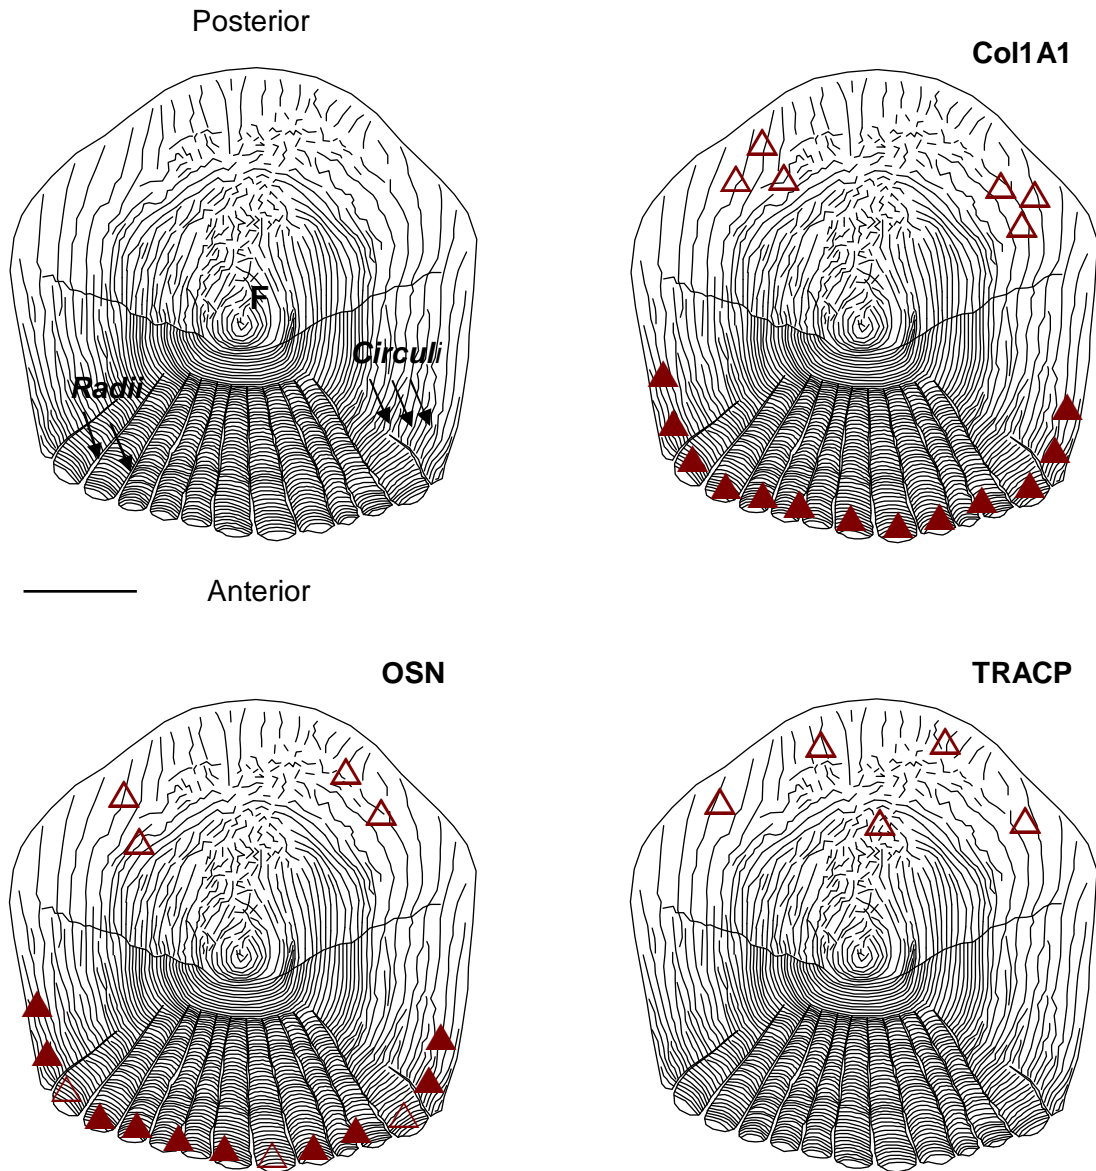 Posterior
Col1A1
F
Circuli
Radii
Anterior
OSN
TRACP